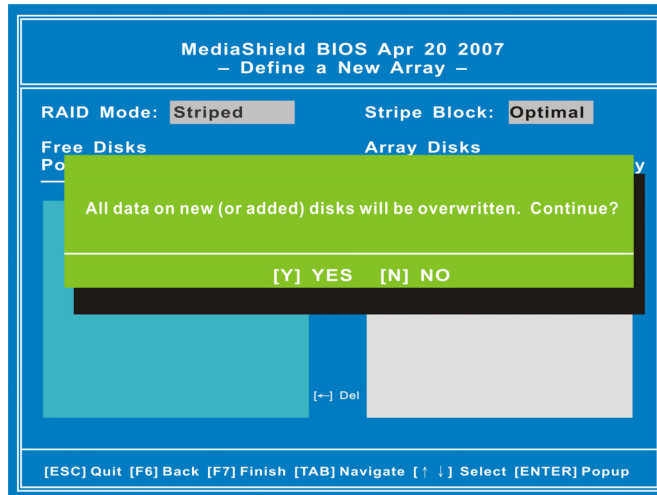 MediaShield BIOS Apr 20 2007
– Define a New Array –
RAID Mode: Striped Stripe Block: Optimal
Free Disks Array Disks
Po y
All data on new (or added) disks will be overwritten. Continue?
[Y] YES [N] NO
[←] Del
[ESC] Quit [F6] Back [F7] Finish [TAB] Navigate [↑ ↓] Select [ENTER] Popup